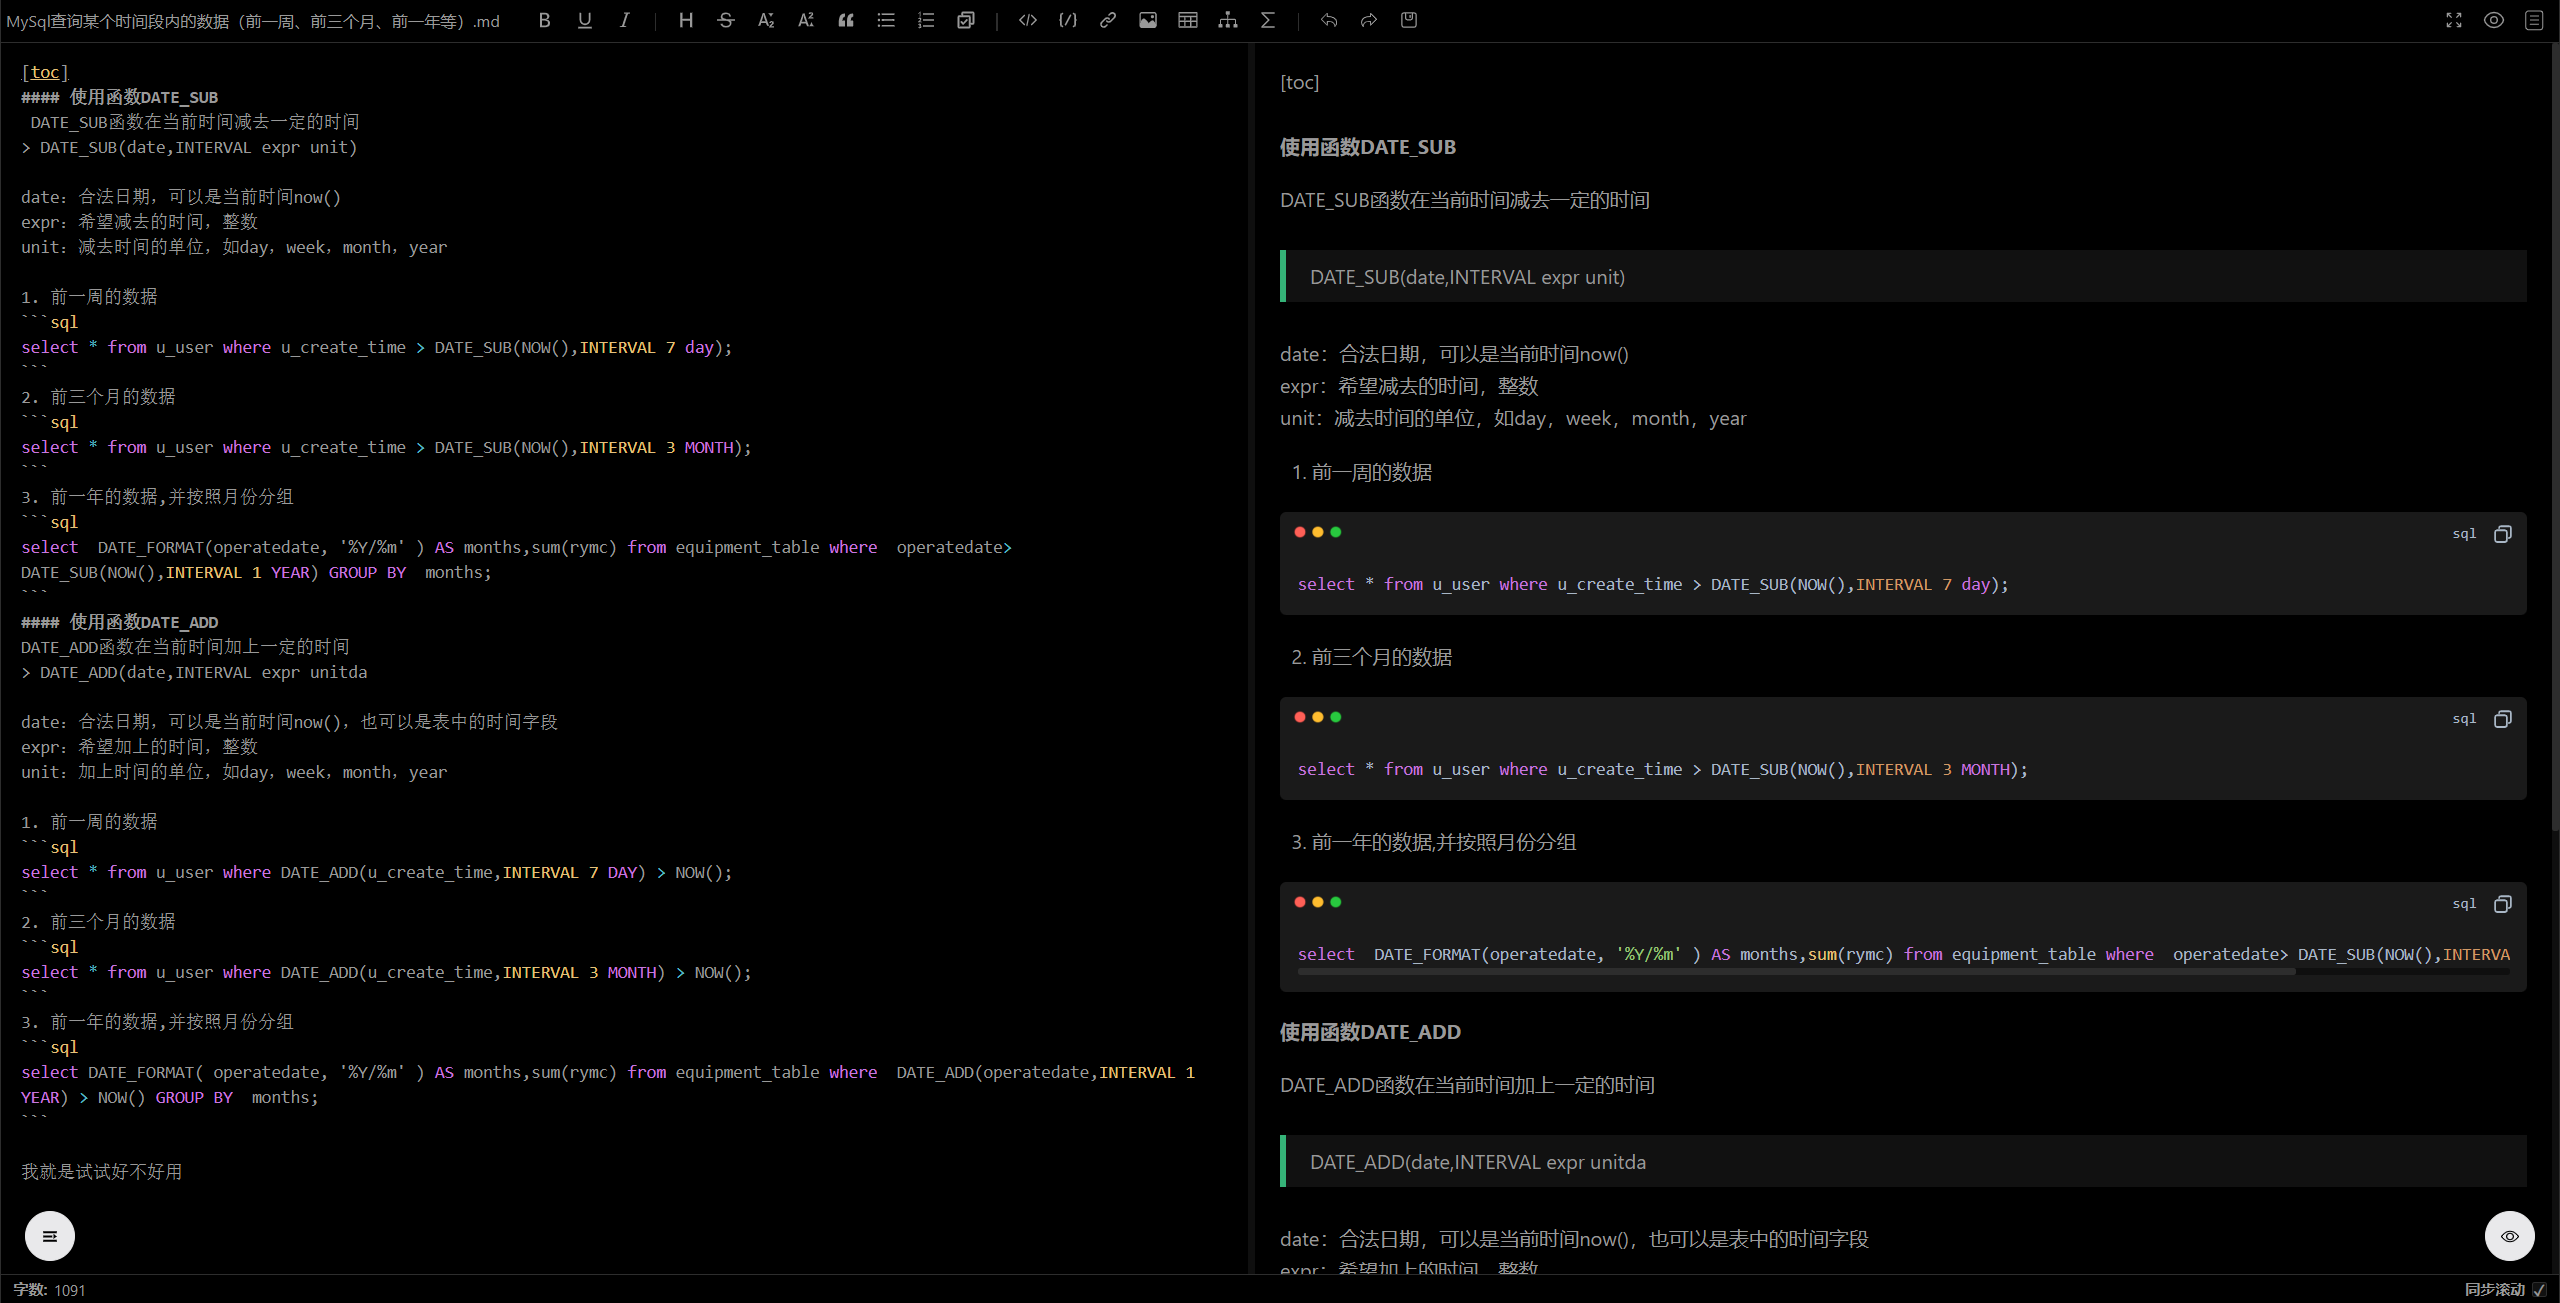 MySql查询某个时间段内的数据（前一周、前三个月、前一年等）.md
[toc]
#### 使用函数DATE_SUB
DATE_SUB函数在当前时间减去一定的时间
> DATE_SUB(date,INTERVAL expr unit)
date：合法日期，可以是当前时间now()
expr：希望减去的时间，整数
unit：减去时间的单位，如day，week，month，year
1. 前一周的数据
```sql
select * from u_user where u_create_time > DATE_SUB(NOW(),INTERVAL 7 day);
```
2. 前三个月的数据
```sql
select * from u_user where u_create_time > DATE_SUB(NOW(),INTERVAL 3 MONTH);
```
3. 前一年的数据,并按照月份分组
```sql
select  DATE_FORMAT(operatedate, '%Y/%m' ) AS months,sum(rymc) from equipment_table where  operatedate>
DATE_SUB(NOW(),INTERVAL 1 YEAR) GROUP BY  months;
```
#### 使用函数DATE_ADD
DATE_ADD函数在当前时间加上一定的时间
> DATE_ADD(date,INTERVAL expr unitda
date：合法日期，可以是当前时间now()，也可以是表中的时间字段
expr：希望加上的时间，整数
unit：加上时间的单位，如day，week，month，year
1. 前一周的数据
```sql
select * from u_user where DATE_ADD(u_create_time,INTERVAL 7 DAY) > NOW();
```
2. 前三个月的数据
```sql
select * from u_user where DATE_ADD(u_create_time,INTERVAL 3 MONTH) > NOW();
```
3. 前一年的数据,并按照月份分组
```sql
select DATE_FORMAT( operatedate, '%Y/%m' ) AS months,sum(rymc) from equipment_table where  DATE_ADD(operatedate,INTERVAL 1
YEAR) > NOW() GROUP BY  months;
```
我就是试试好不好用
[toc]
使用函数DATE_SUB
DATE_SUB函数在当前时间减去一定的时间
DATE_SUB(date,INTERVAL expr unit)
date：合法日期，可以是当前时间now()
expr：希望减去的时间，整数
unit：减去时间的单位，如day，week，month，year
1. 前一周的数据
sql
select * from u_user where u_create_time > DATE_SUB(NOW(),INTERVAL 7 day);
2. 前三个月的数据
sql
select * from u_user where u_create_time > DATE_SUB(NOW(),INTERVAL 3 MONTH);
3. 前一年的数据,并按照月份分组
sql
select  DATE_FORMAT(operatedate, '%Y/%m' ) AS months,sum(rymc) from equipment_table where  operatedate> DATE_SUB(NOW(),INTERVA
使用函数DATE_ADD
DATE_ADD函数在当前时间加上一定的时间
DATE_ADD(date,INTERVAL expr unitda
date：合法日期，可以是当前时间now()，也可以是表中的时间字段
expr：希望加上的时间，整数
字数: 1091
同步滚动